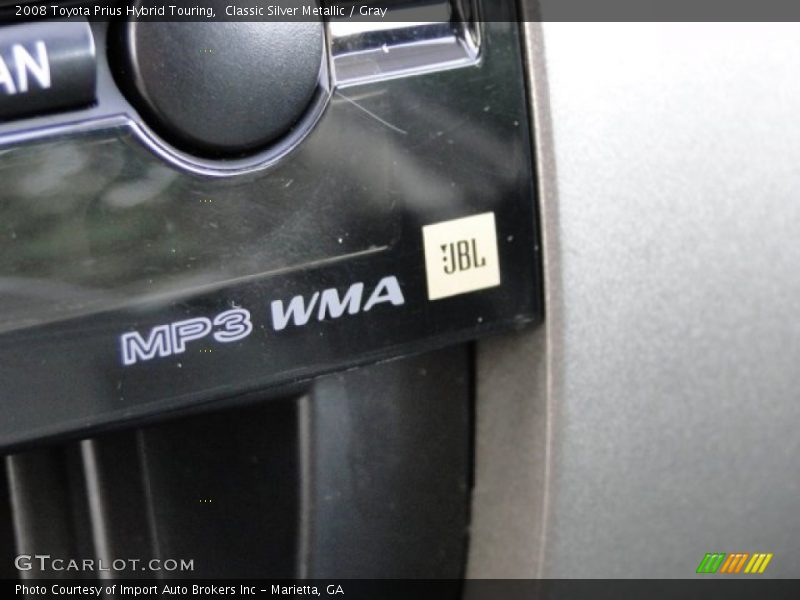 2008 Toyota Prius Hybrid Touring,  Classic Silver Metallic / Gray
AN
JBL
MP3 WMA
GTCARLOT.COM
Photo Courtesy of Import Auto Brokers Inc - Marietta, GA